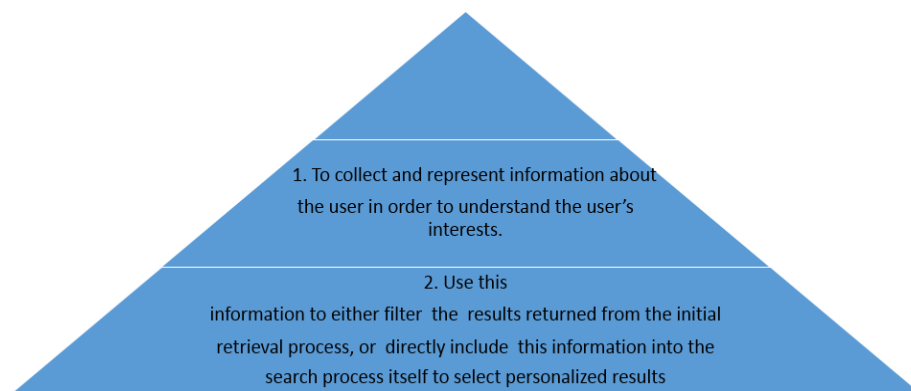 1. To collect and represent information about
the user in order to understand the user’s
interests.
2. Use this
information to either filter the results returned from the initial
retrieval process, or directly include this information into the
search process itself to select personalized results